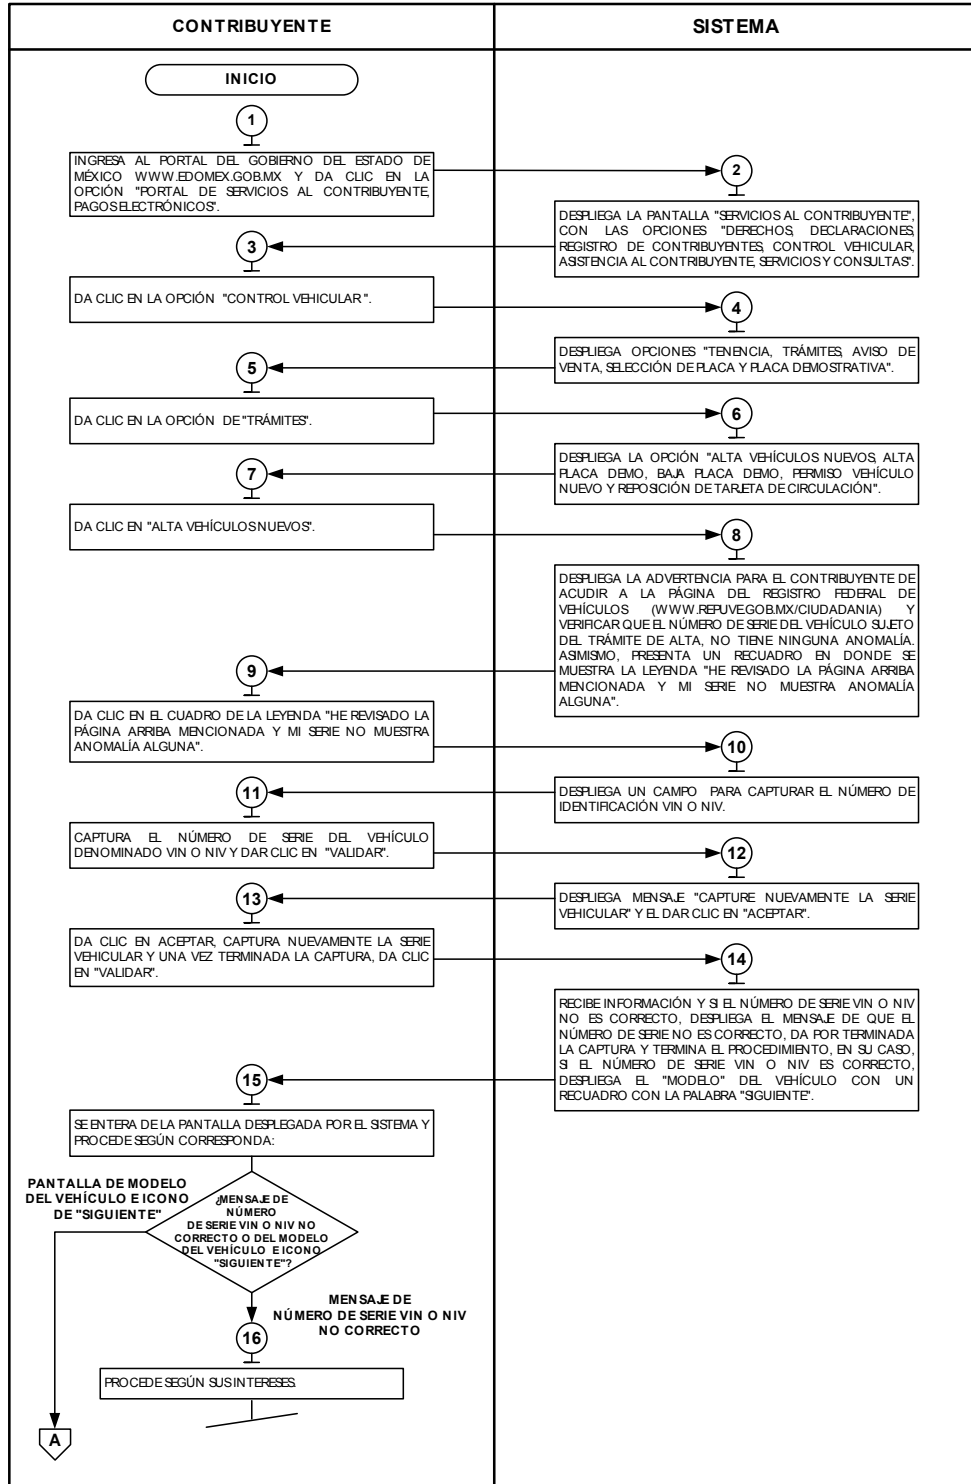 CONTRIBUYENTE
SISTEMA
INICIO
1
INGRESA AL PORTAL DEL GOBIERNO DEL ESTADO DE
MÉXICO WWW.EDOMEX.GOB.MX Y DA CLIC EN LA
OPCIÓN "PORTAL DE SERVICIOS AL CONTRIBUYENTE,
PAGOS ELECTRÓNICOS".
2
DESPLIEGA LA PANTALLA "SERVICIOS AL CONTRIBUYENTE",
CON LAS OPCIONES "DERECHOS, DECLARACIONES,
REGISTRO DE CONTRIBUYENTES, CONTROL VEHICULAR,
ASISTENCIA AL CONTRIBUYENTE, SERVICIOS Y CONSULTAS".
3
DA CLIC EN LA OPCIÓN "CONTROL VEHICULAR".
4
DESPLIEGA OPCIONES "TENENCIA, TRÁMITES, AVISO DE
VENTA, SELECCIÓN DE PLACA Y PLACA DEMOSTRATIVA".
5
DA CLIC EN LA OPCIÓN DE "TRÁMITES".
6
DESPLIEGA LA OPCIÓN "ALTA VEHÍCULOS NUEVOS, ALTA
PLACA DEMO, BAJA PLACA DEMO, PERMISO VEHÍCULO
NUEVO Y REPOSICIÓN DE TARJETA DE CIRCULACIÓN".
7
DA CLIC EN "ALTA VEHÍCULOS NUEVOS".
8
DESPLIEGA LA ADVERTENCIA PARA EL CONTRIBUYENTE DE
ACUDIR A LA PÁGINA DEL REGISTRO FEDERAL DE
VEHÍCULOS (WWW.REPUVE.GOB.MX/CIUDADANIA) Y
VERIFICAR QUE EL NÚMERO DE SERIE DEL VEHÍCULO SUJETO
DEL TRÁMITE DE ALTA, NO TIENE NINGUNA ANOMALÍA.
ASIMISMO, PRESENTA UN RECUADRO EN DONDE SE
MUESTRA LA LEYENDA "HE REVISADO LA PÁGINA ARRIBA
MENCIONADA Y MI SERIE NO MUESTRA ANOMALÍA
ALGUNA".
9
DA CLIC EN EL CUADRO DE LA LEYENDA "HE REVISADO LA
PÁGINA ARRIBA MENCIONADA Y MI SERIE NO MUESTRA
ANOMALÍA ALGUNA".
10
DESPLIEGA UN CAMPO PARA CAPTURAR EL NÚMERO DE
IDENTIFICACIÓN VIN O NIV.
11
CAPTURA EL NÚMERO DE SERIE DEL VEHÍCULO
DENOMINADO VIN O NIV Y DAR CLIC EN "VALIDAR".
12
DESPLIEGA MENSAJE "CAPTURE NUEVAMENTE LA SERIE
VEHICULAR" Y EL DAR CLIC EN "ACEPTAR".
13
DA CLIC EN ACEPTAR, CAPTURA NUEVAMENTE LA SERIE
VEHICULAR Y UNA VEZ TERMINADA LA CAPTURA, DA CLIC
EN "VALIDAR".
14
RECIBE INFORMACIÓN Y SI EL NÚMERO DE SERIE VIN O NIV
NO ES CORRECTO, DESPLIEGA EL MENSAJE DE QUE EL
NÚMERO DE SERIE NO ES CORRECTO, DA POR TERMINADA
LA CAPTURA Y TERMINA EL PROCEDIMIENTO, EN SU CASO,
SI EL NÚMERO DE SERIE VIN O NIV ES CORRECTO,
DESPLIEGA EL "MODELO" DEL VEHÍCULO CON UN
RECUADRO CON LA PALABRA "SIGUIENTE".
15
SE ENTERA DE LA PANTALLA DESPLEGADA POR EL SISTEMA Y
PROCEDE SEGÚN CORRESPONDA:
PANTALLA DE MODELO
DEL VEHÍCULO E ICONO
DE "SIGUIENTE"
¿MENSAJE DE
NÚMERO
DE SERIE VIN O NIV NO
CORRECTO O DEL MODELO
DEL VEHÍCULO E ICONO
"SIGUIENTE"?
MENSAJE DE
NÚMERO DE SERIE VIN O NIV
NO CORRECTO
16
PROCEDE SEGÚN SUS INTERESES.
A